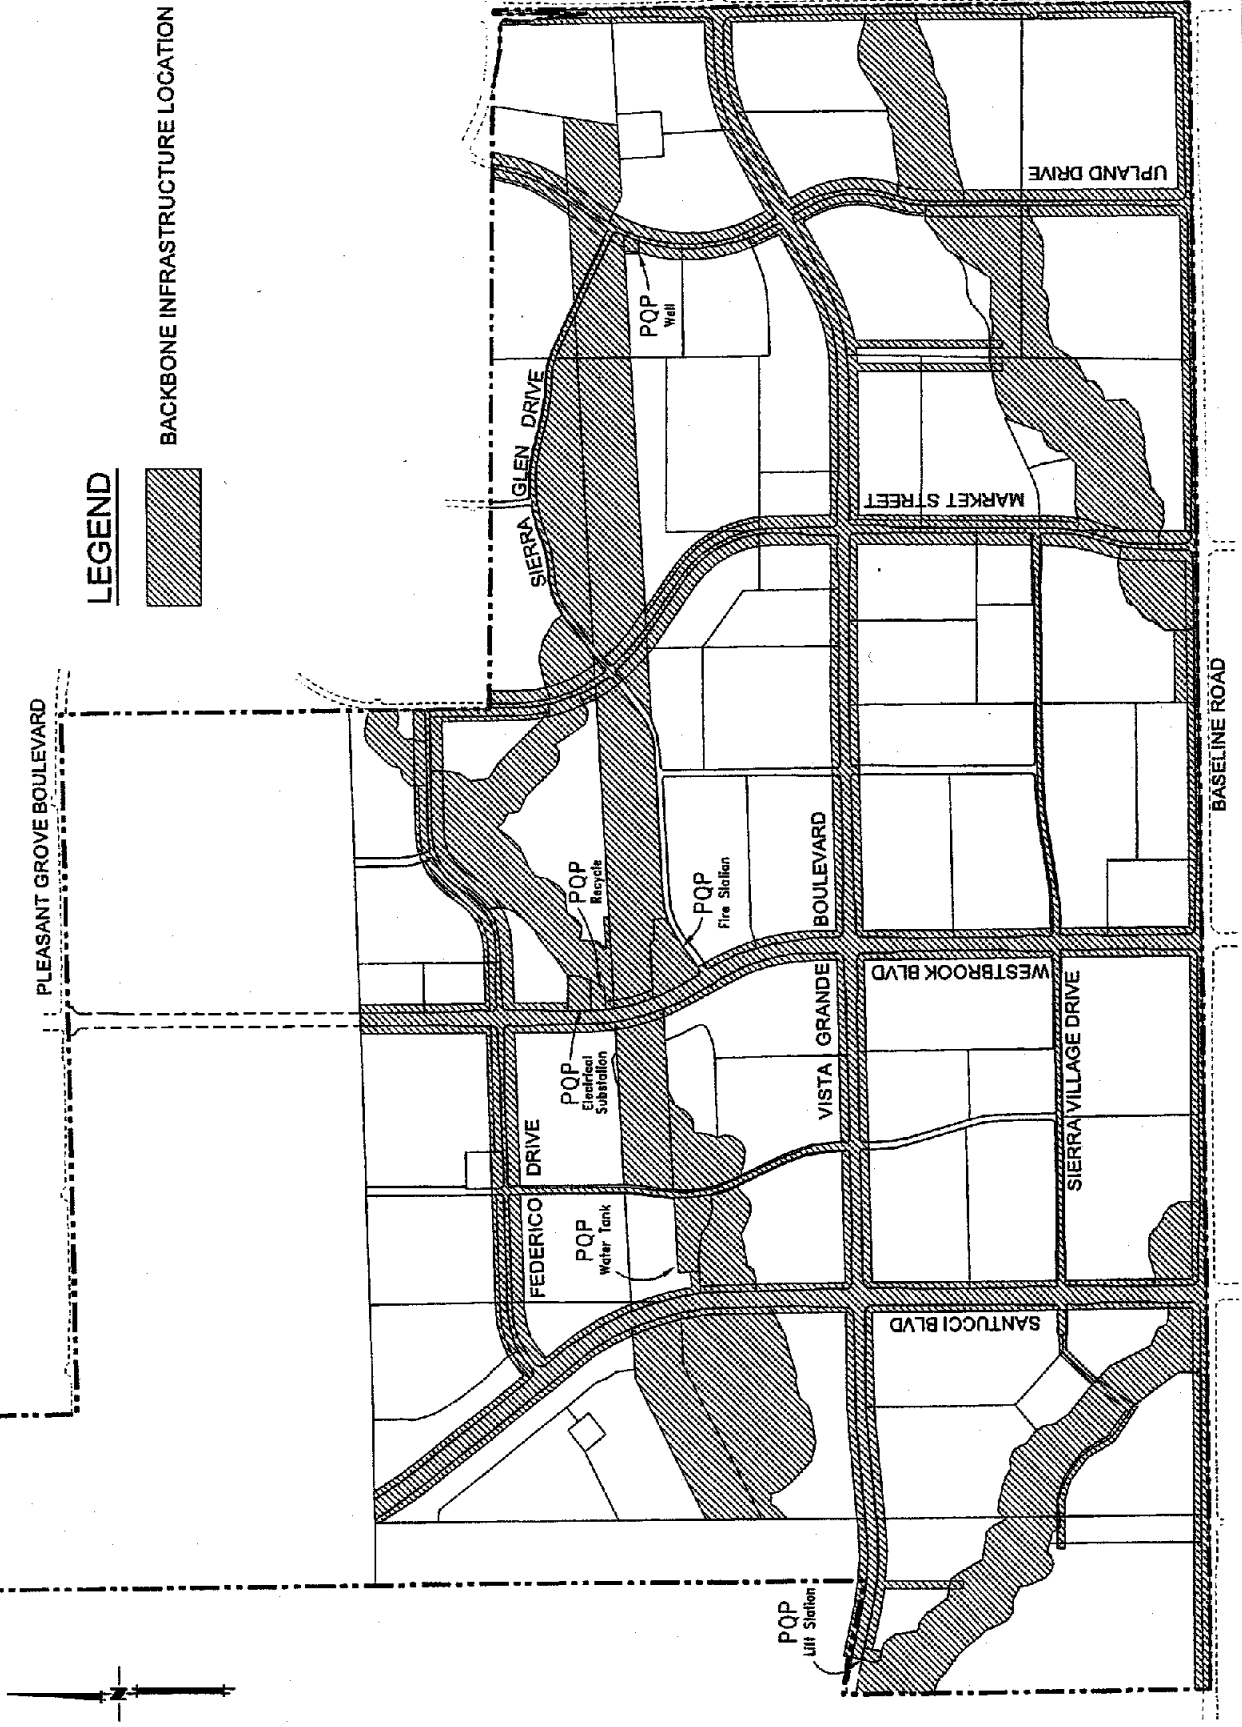 LEGEND
BACKBONE INFRASTRUCTURE LOCATION
PLEASANT GROVE BOULEVARD
N
SIERRA GLEN DRIVE
UPLAND DRIVE
PQP
Well
MARKET STREET
PQP
Recycle
PQP
Fire Station
VISTA GRANDE BOULEVARD
WESTBROOK BLVD
PQP
Electrical
Substation
FEDERICO DRIVE
PQP
Water Tank
SIERRA VILLAGE DRIVE
SANTUCCI BLVD
PQP
Lift Station
BASELINE ROAD